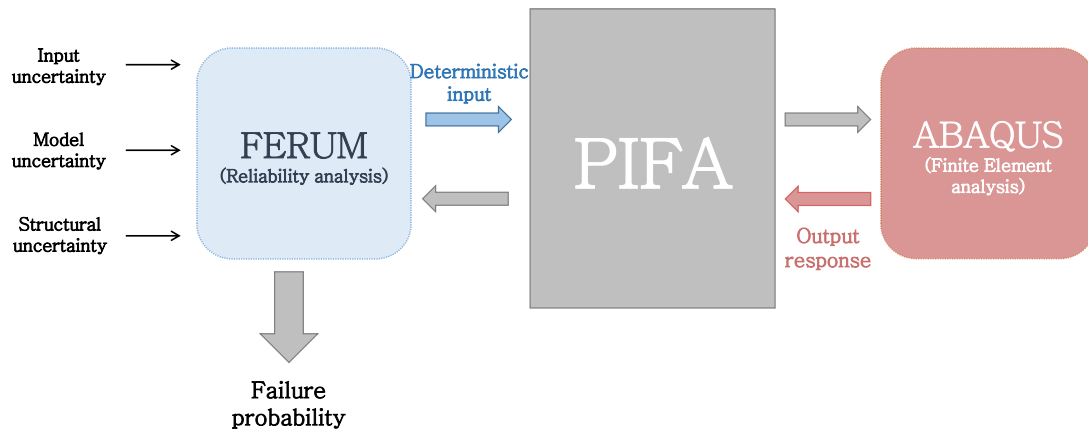 Input
uncertainty
Model
uncertainty
Structural
uncertainty
FERUM
(Reliability analysis)
Deterministic
input
PIFA
ABAQUS
(Finite Element
analysis)
Output
response
Failure
probability